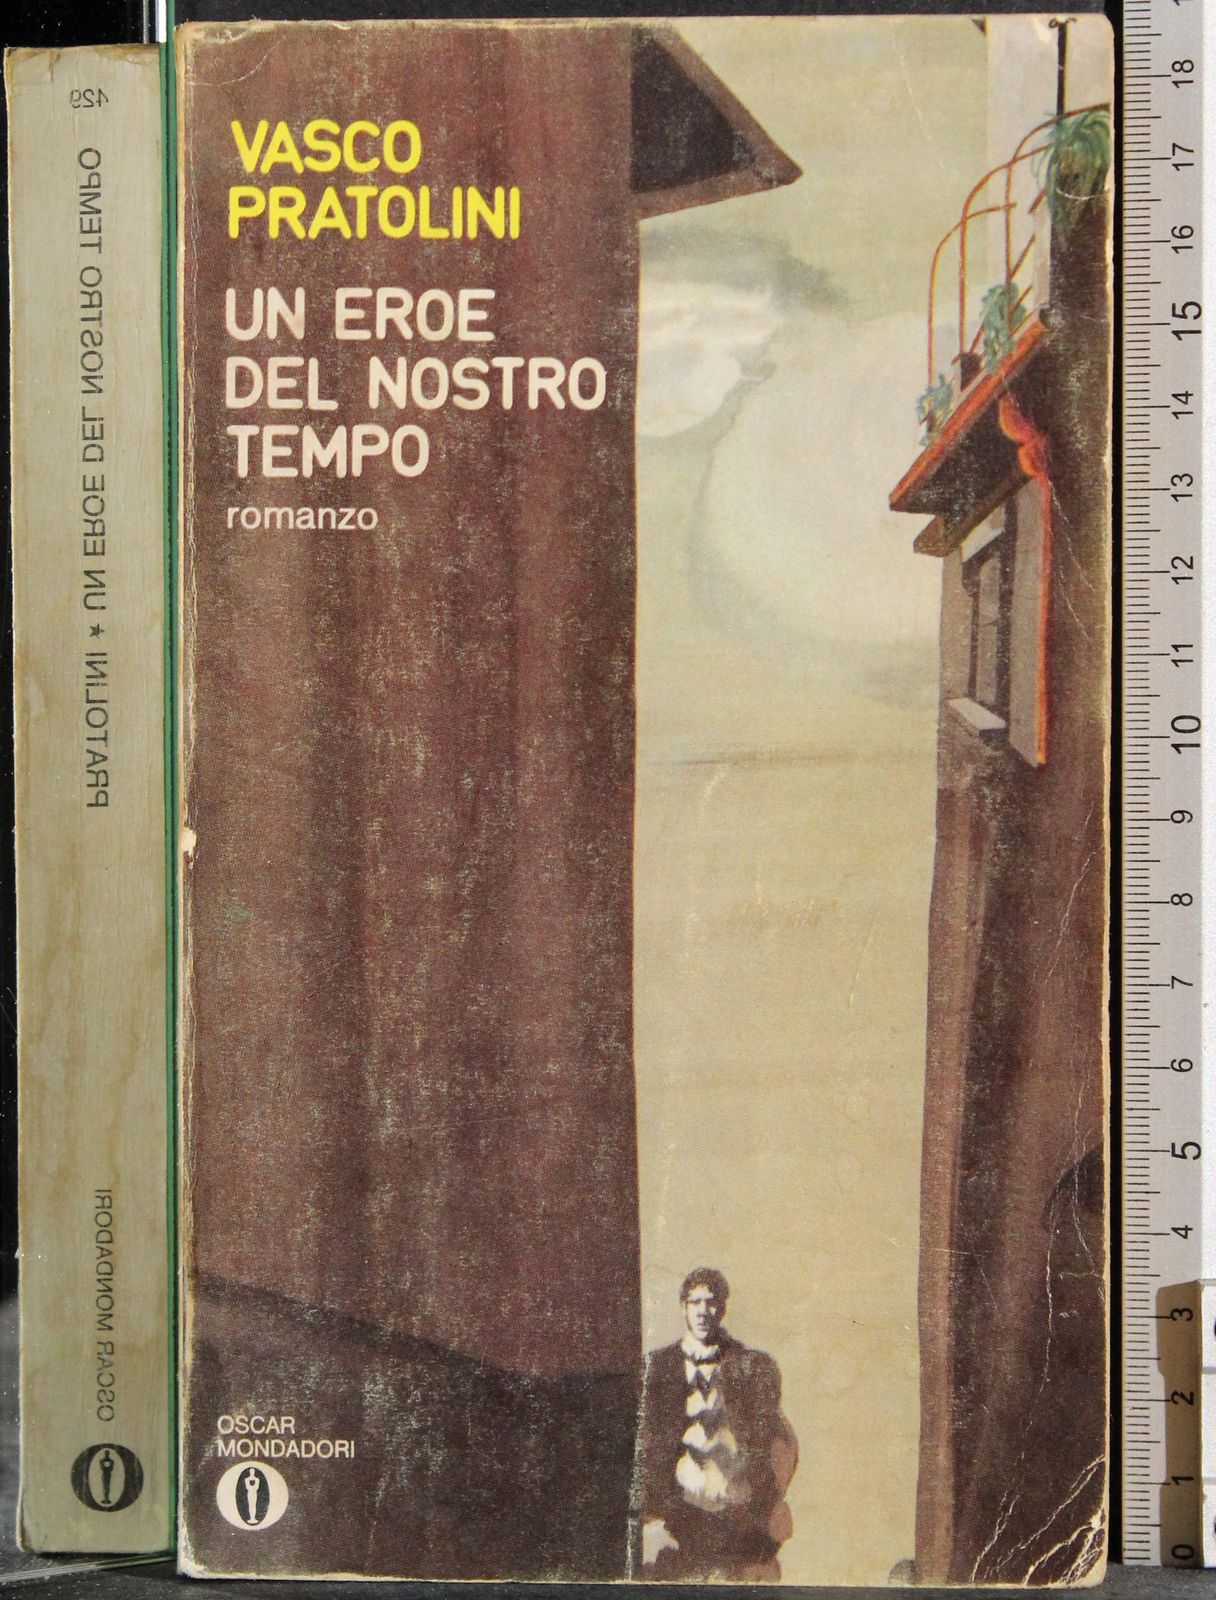 429
PRATOLINI ★ UN EROE DEL NOSTRO TEMPO
OSCAR MONDADORI
VASCO
PRATOLINI
UN EROE
DEL NOSTRO
TEMPO
romanzo
OSCAR
MONDADORI
18
17
16
15
14
13
12
11
10
9
8
7
6
5
4
3
2
1
0